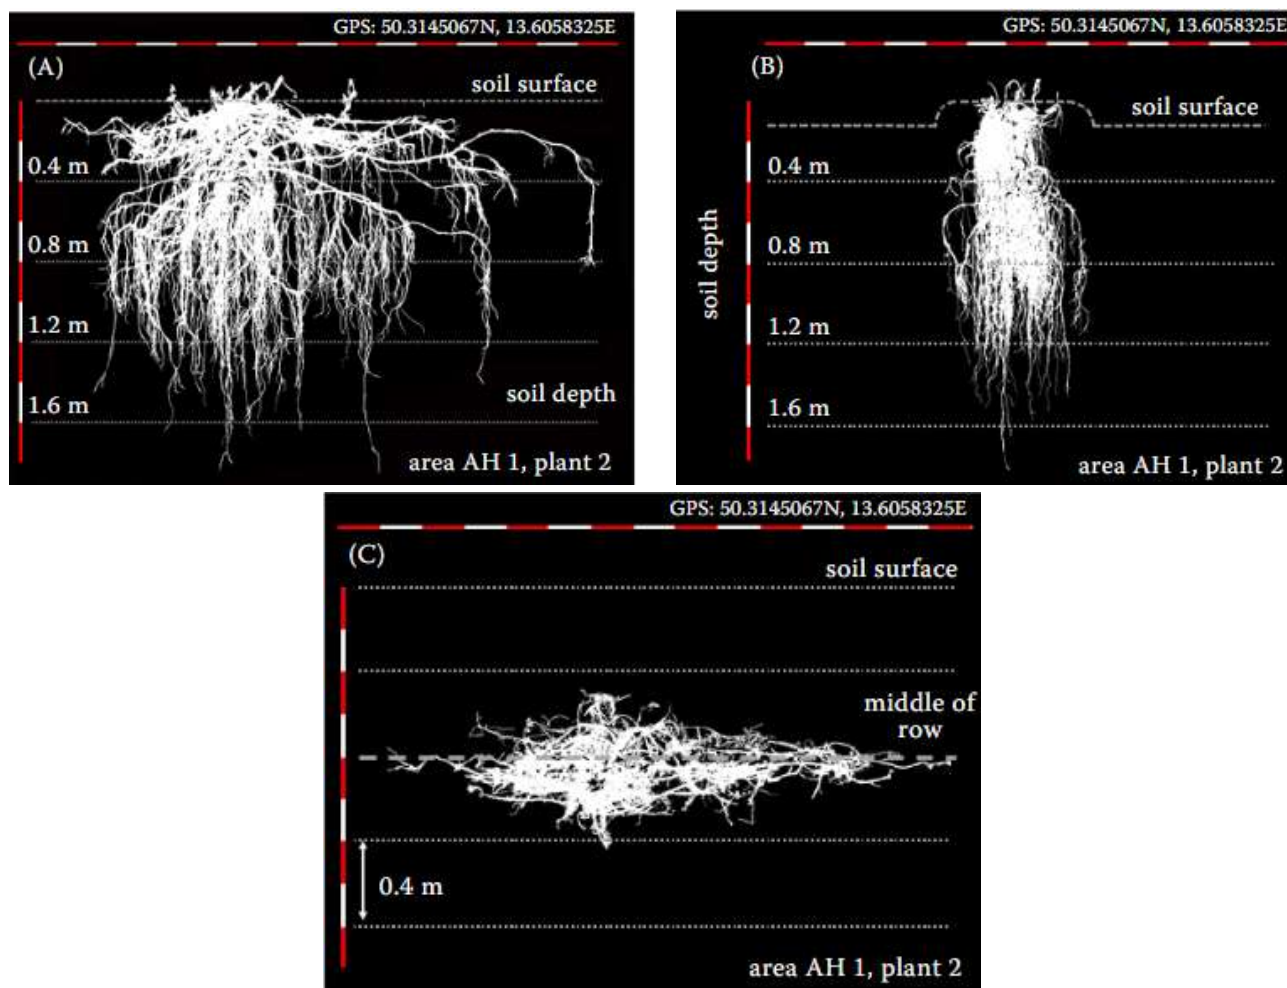 GPS: 50.3145067N, 13.6058325E
(A)
soil surface
0.4 m
0.8 m
1.2 m
1.6 m
soil depth
area AH 1, plant 2
GPS: 50.3145067N, 13.6058325E
(B)
soil surface
0.4 m
0.8 m
1.2 m
1.6 m
soil depth
area AH 1, plant 2
GPS: 50.3145067N, 13.6058325E
(C)
soil surface
middle of
row
0.4 m
area AH 1, plant 2